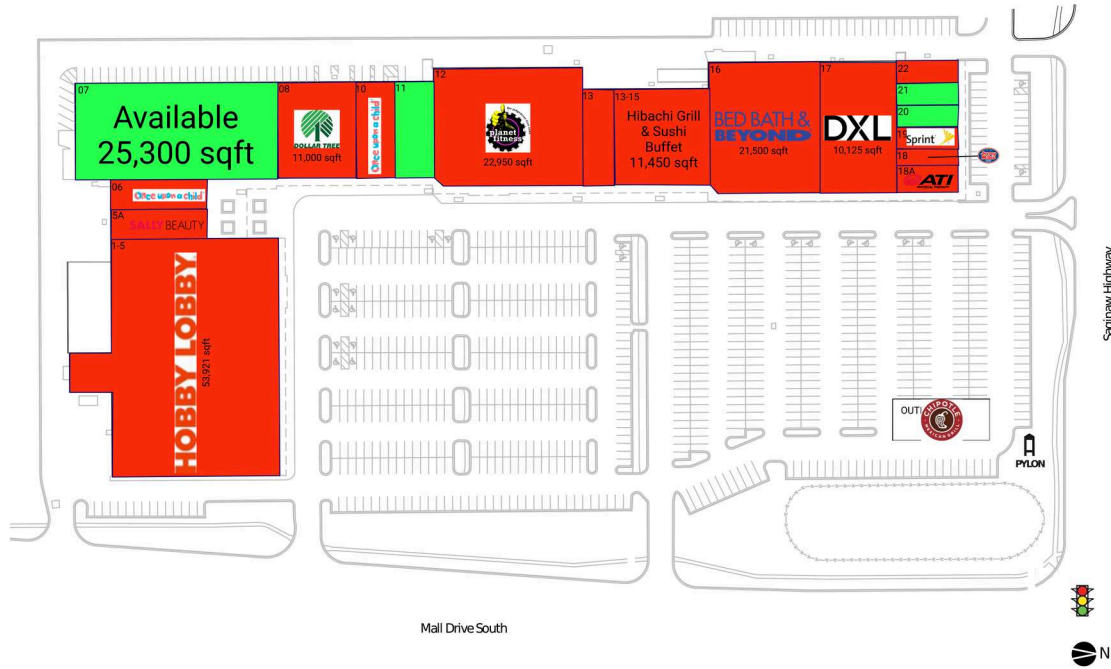 07
Available
25,300 sqft
08
DOLLAR TREE
11,000 sqft
10
Once upon a child
11
12
planet
fitness
22,950 sqft
13
13-15
Hibachi Grill
& Sushi
Buffet
11,450 sqft
16
BED BATH &
BEYOND
21,500 sqft
17
DXL
10,125 sqft
22
21
20
19
Sprint
18
18A
ATI
06
Once upon a child
5A
SALLY BEAUTY
1-5
HOBBY LOBBY
53,921 sqft
Saginaw Highway
CHIPOTLE
MEXICAN GRILL
PYLON
Mall Drive South
N